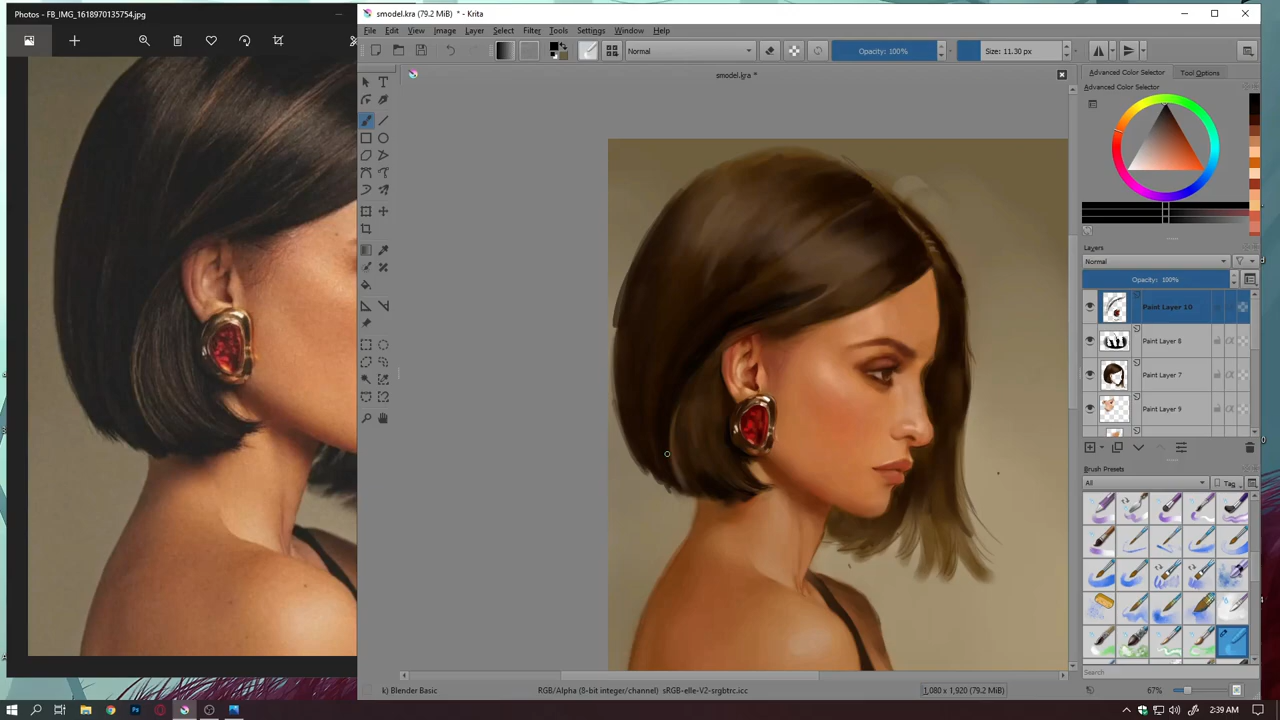 Photos - FB_IMG_1618970135754.jpg
smodel.kra (79.2 MiB) * - Krita
File Edit View Image Layer Select Filter Tools Settings Window Help
Normal
Opacity: 100%
Size: 11.30 px
smodel.kra *
Advanced Color Selector
Tool Options
Advanced Color Selector
Layers
Normal
Opacity: 100%
Paint Layer 10
Paint Layer 8
Paint Layer 7
Paint Layer 9
Brush Presets
All
Tag
Search
k) Blender Basic
RGB/Alpha (8-bit integer/channel) sRGB-elle-V2-srgbtrc.icc
1,080 x 1,920 (79.2 MiB)
67%
2:39 AM